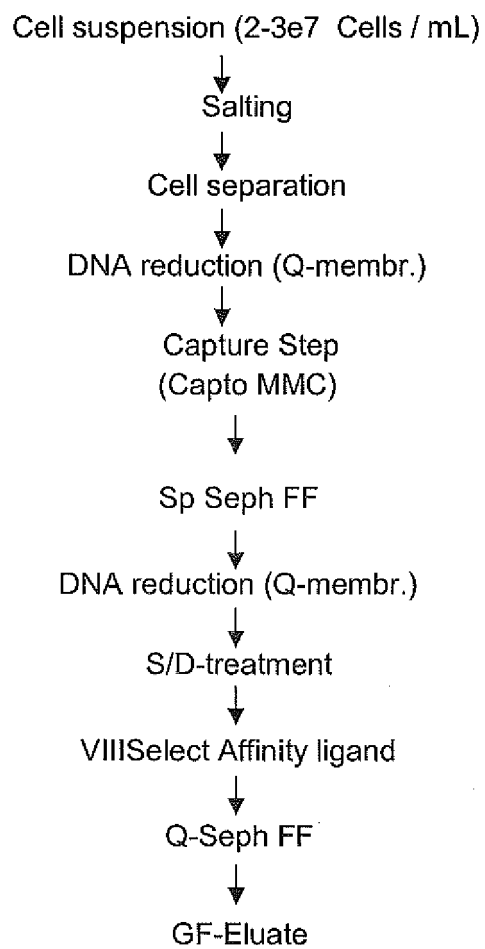 Cell suspension (2-3e7 Cells / mL)
Salting
Cell separation
DNA reduction (Q-membr.)
Capture Step
(Capto MMC)
Sp Seph FF
DNA reduction (Q-membr.)
S/D-treatment
VIIISelect Affinity ligand
Q-Seph FF
GF-Eluate